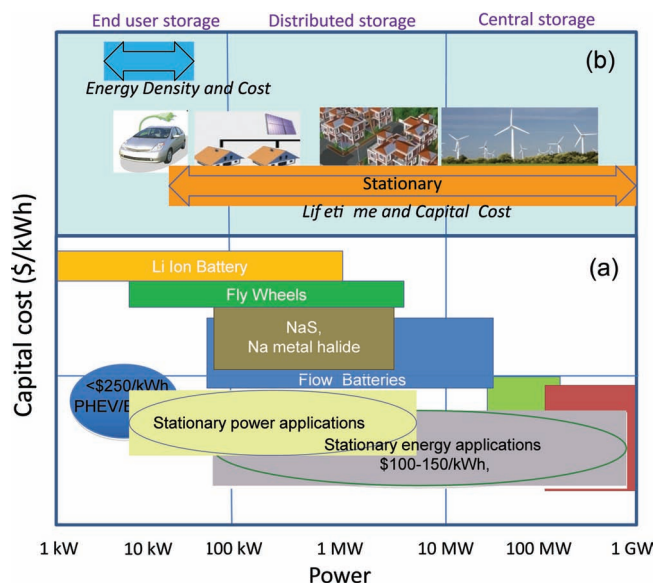 End user storage
Distributed storage
Central storage
(b)
Energy Density and Cost
Stationary
Lifeti me and Capital Cost
Capital cost ($/kWh)
(a)
Li Ion Battery
Fly Wheels
NaS,
Na metal halide
Flow Batteries
<$250/kWh
Stationary power applications
Stationary energy applications
$100-150/kWh,
1 kW
10 kW
100 kW
1 MW
10 MW
100 MW
1 GW
Power